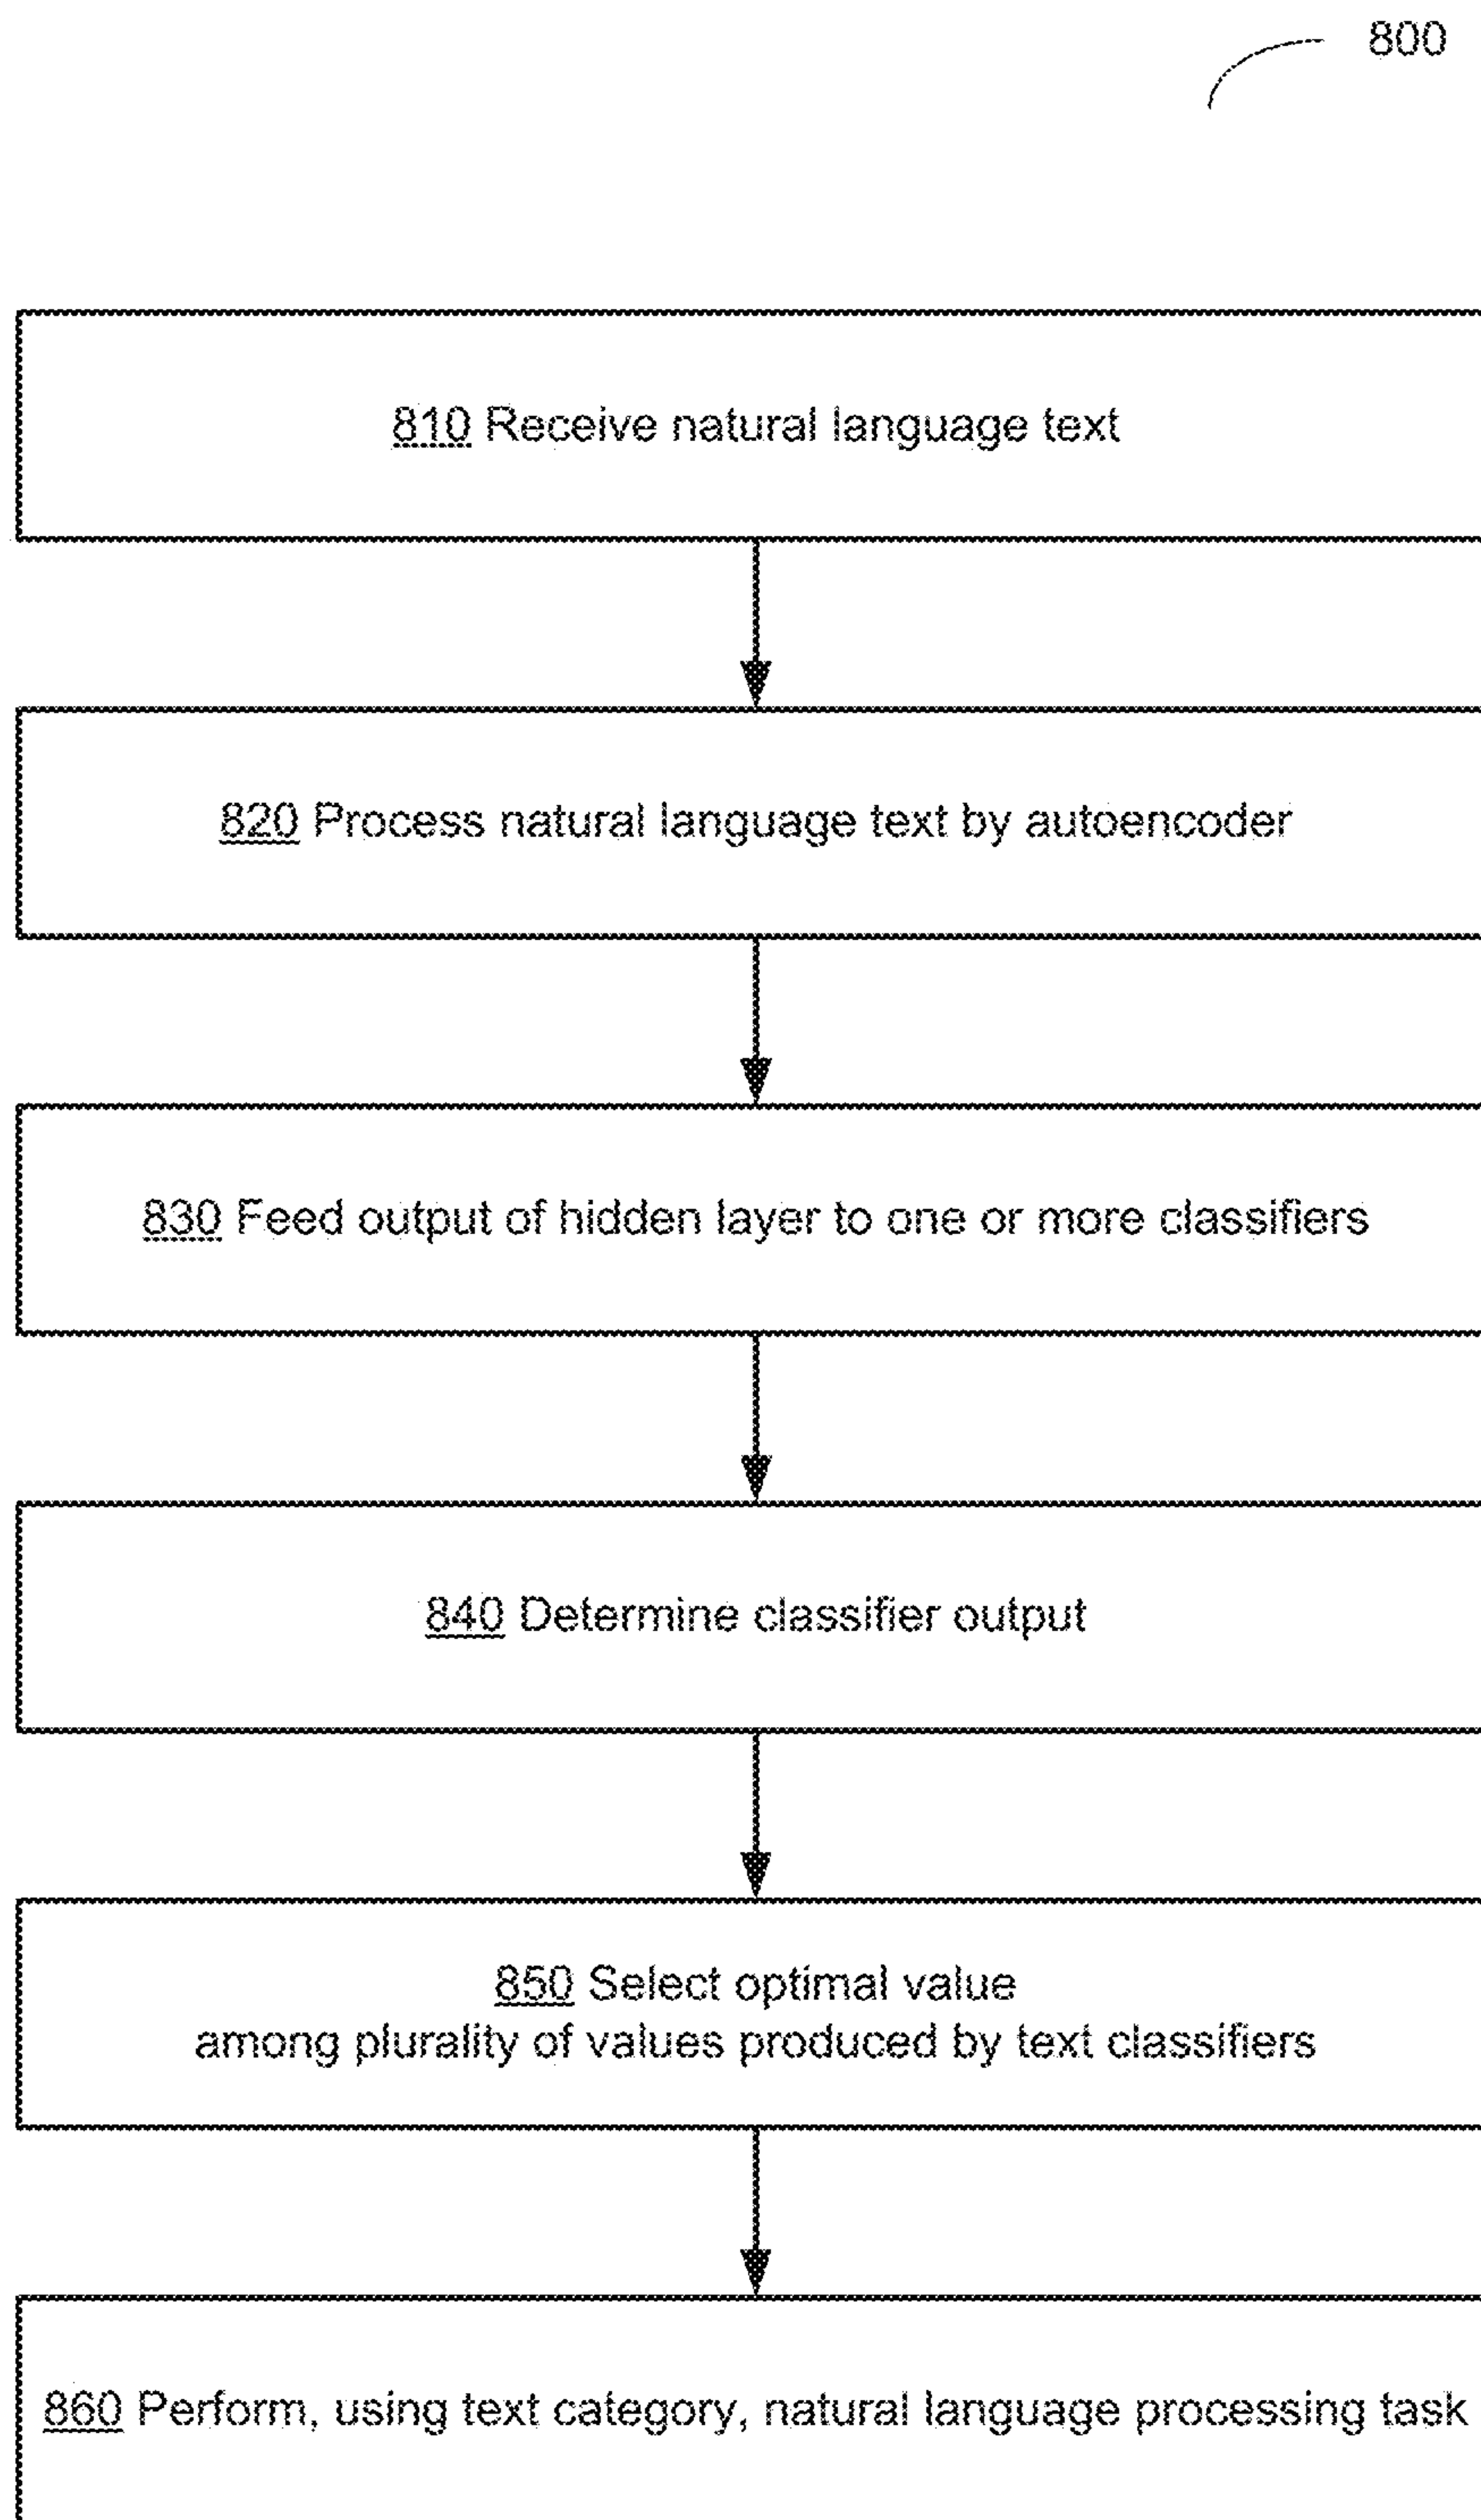 800
810 Receive natural language text
820 Process natural language text by autoencoder
830 Feed output of hidden layer to one or more classifiers
840 Determine classifier output
850 Select optimal value
among plurality of values produced by text classifiers
860 Perform, using text category, natural language processing task